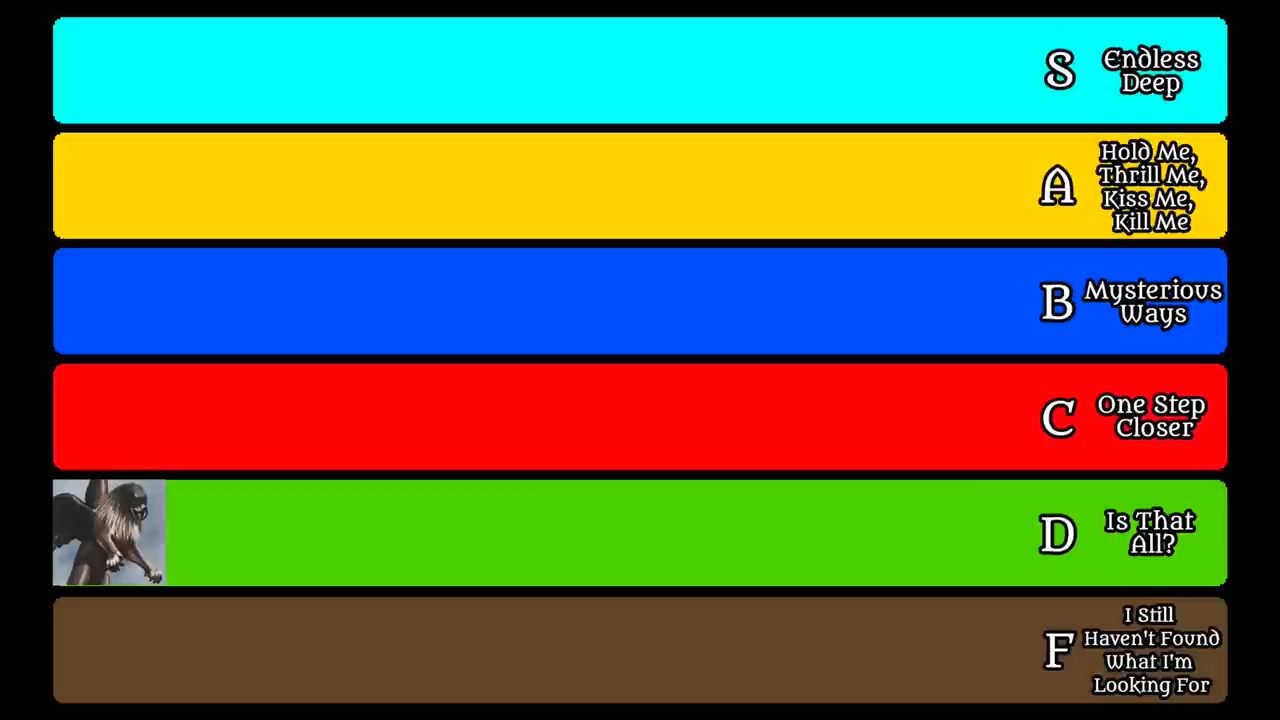 S
Endless
Deep
A
Hold Me,
Thrill Me,
Kiss Me,
Kill Me
B
Mysterious
Ways
C
One Step
Closer
D
Is That
All?
F
I Still
Haven't Found
What I'm
Looking For